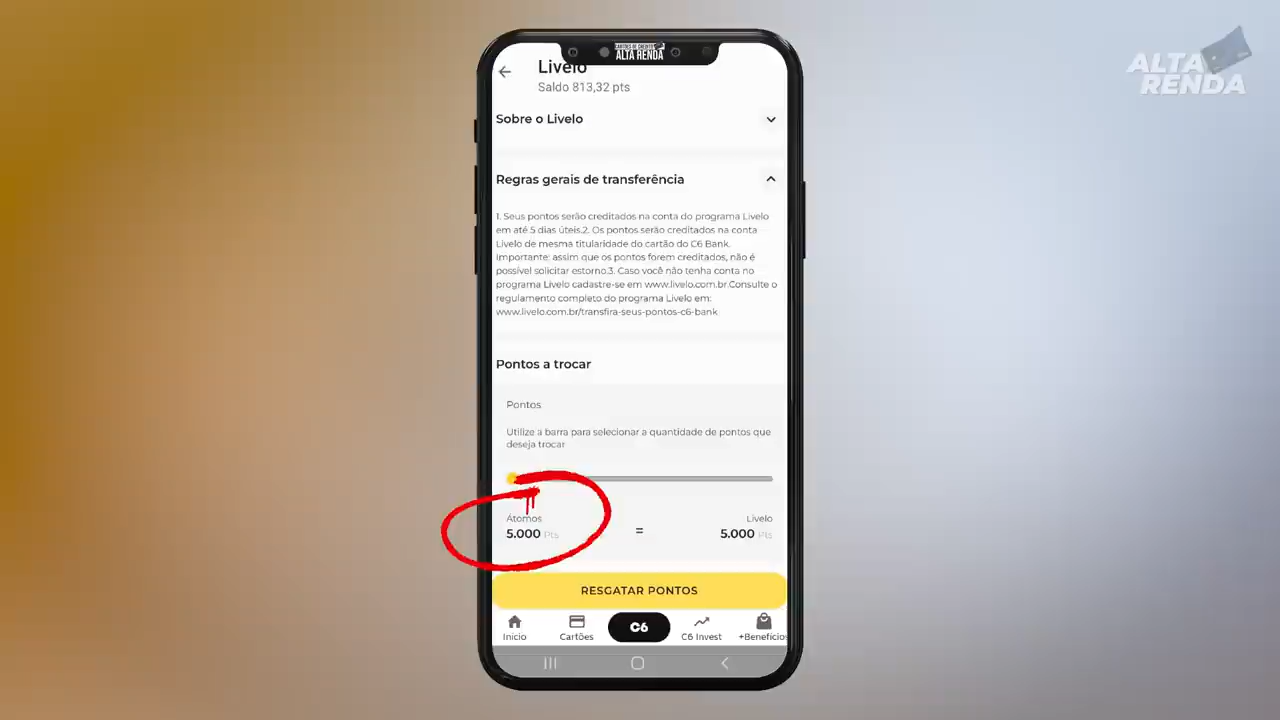 CARTÕES DE CRÉDITO
ALTA RENDA
ALTA
RENDA
Livelo
Saldo 813,32 pts
Sobre o Livelo
Regras gerais de transferência
1. Seus pontos serão creditados na conta do programa Livelo
em até 5 dias úteis.2. Os pontos serão creditados na conta
Livelo de mesma titularidade do cartão do C6 Bank.
Importante: assim que os pontos forem creditados, não é
possível solicitar estorno.3. Caso você não tenha conta no
programa Livelo cadastre-se em www.livelo.com.br.Consulte o
regulamento completo do programa Livelo em:
www.livelo.com.br/transfira-seus-pontos-c6-bank
Pontos a trocar
Pontos
Utilize a barra para selecionar a quantidade de pontos que
deseja trocar
Átomos
5.000 Pts
=
Livelo
5.000 Pts
RESGATAR PONTOS
Início
Cartões
C6
C6 Invest
+Benefícios